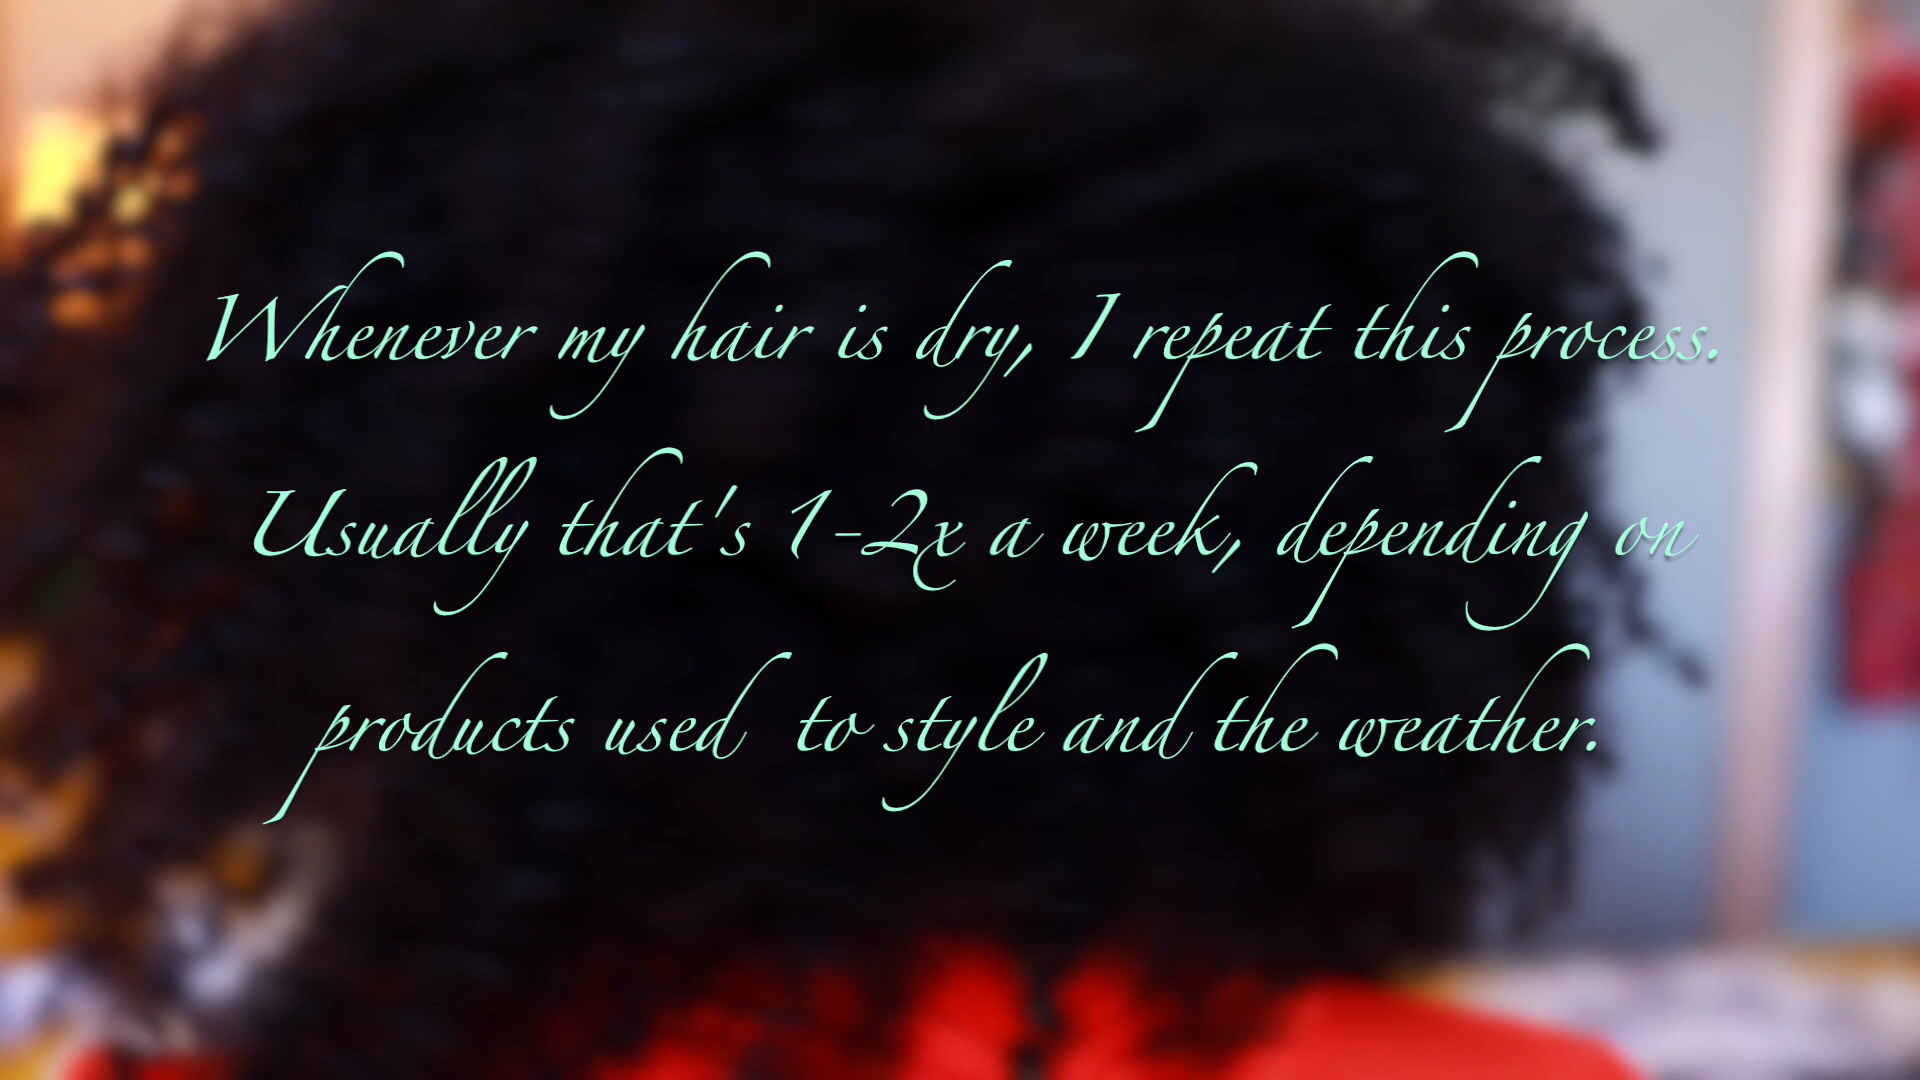 Whenever my hair is dry, I repeat this process.
Usually that's 1-2x a week, depending on
products used to style and the weather.